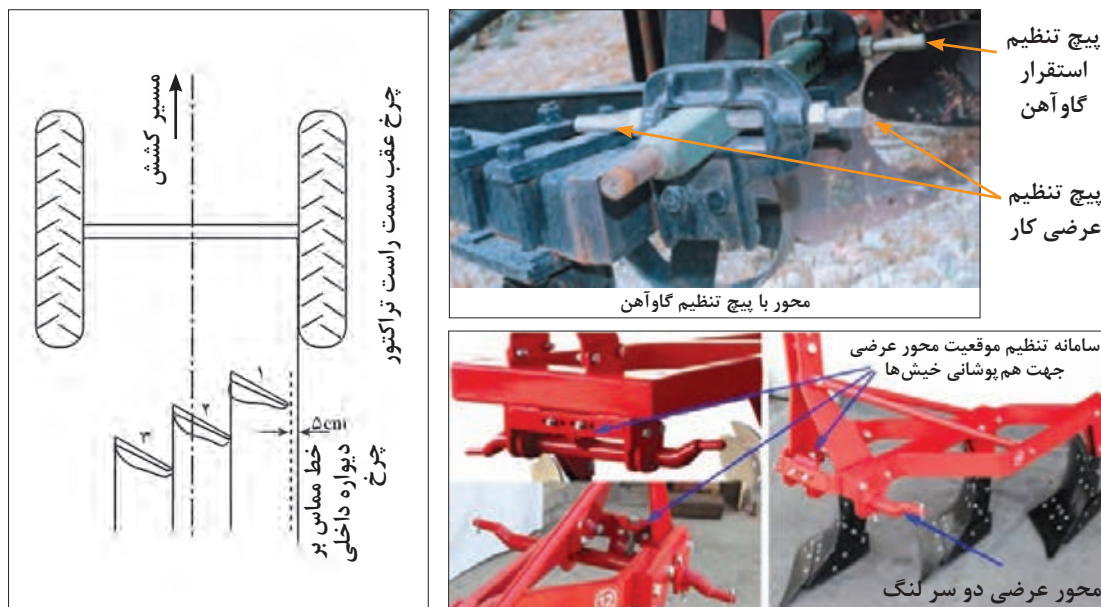 پیچ تنظیم
استقرار
گاوآهن
پیچ تنظیم
عرضی کار
محور با پیچ تنظیم گاوآهن
سامانه تنظیم موقعیت محور عرضی
جهت هم‌پوشانی خیش‌ها
محور عرضی دو سر لنگ
۱۲
مسیر کشش
چرخ عقب سمت راست تراکتور
۱
۲
۳
۵cm
خط مماس بر
دیواره داخلی
چرخ